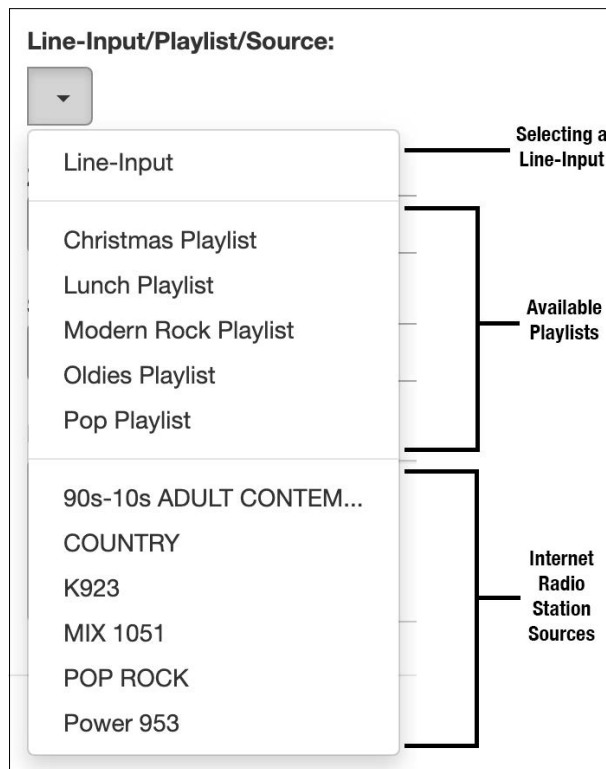 Line-Input/Playlist/Source:
Line-Input
Selecting a
Line-Input
Christmas Playlist
Lunch Playlist
Modern Rock Playlist
Oldies Playlist
Pop Playlist
Available
Playlists
90s-10s ADULT CONTEM...
COUNTRY
K923
MIX 1051
POP ROCK
Power 953
Internet
Radio
Station
Sources